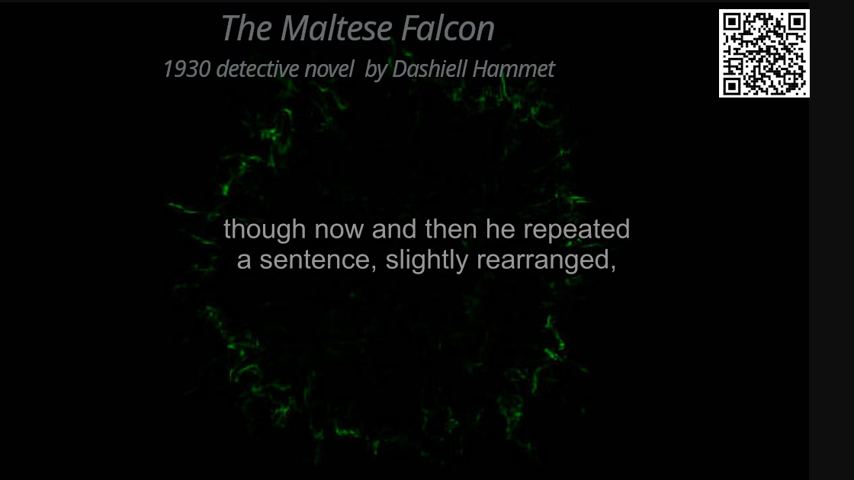 The Maltese Falcon
1930 detective novel by Dashiell Hammet
though now and then he repeated
a sentence, slightly rearranged,